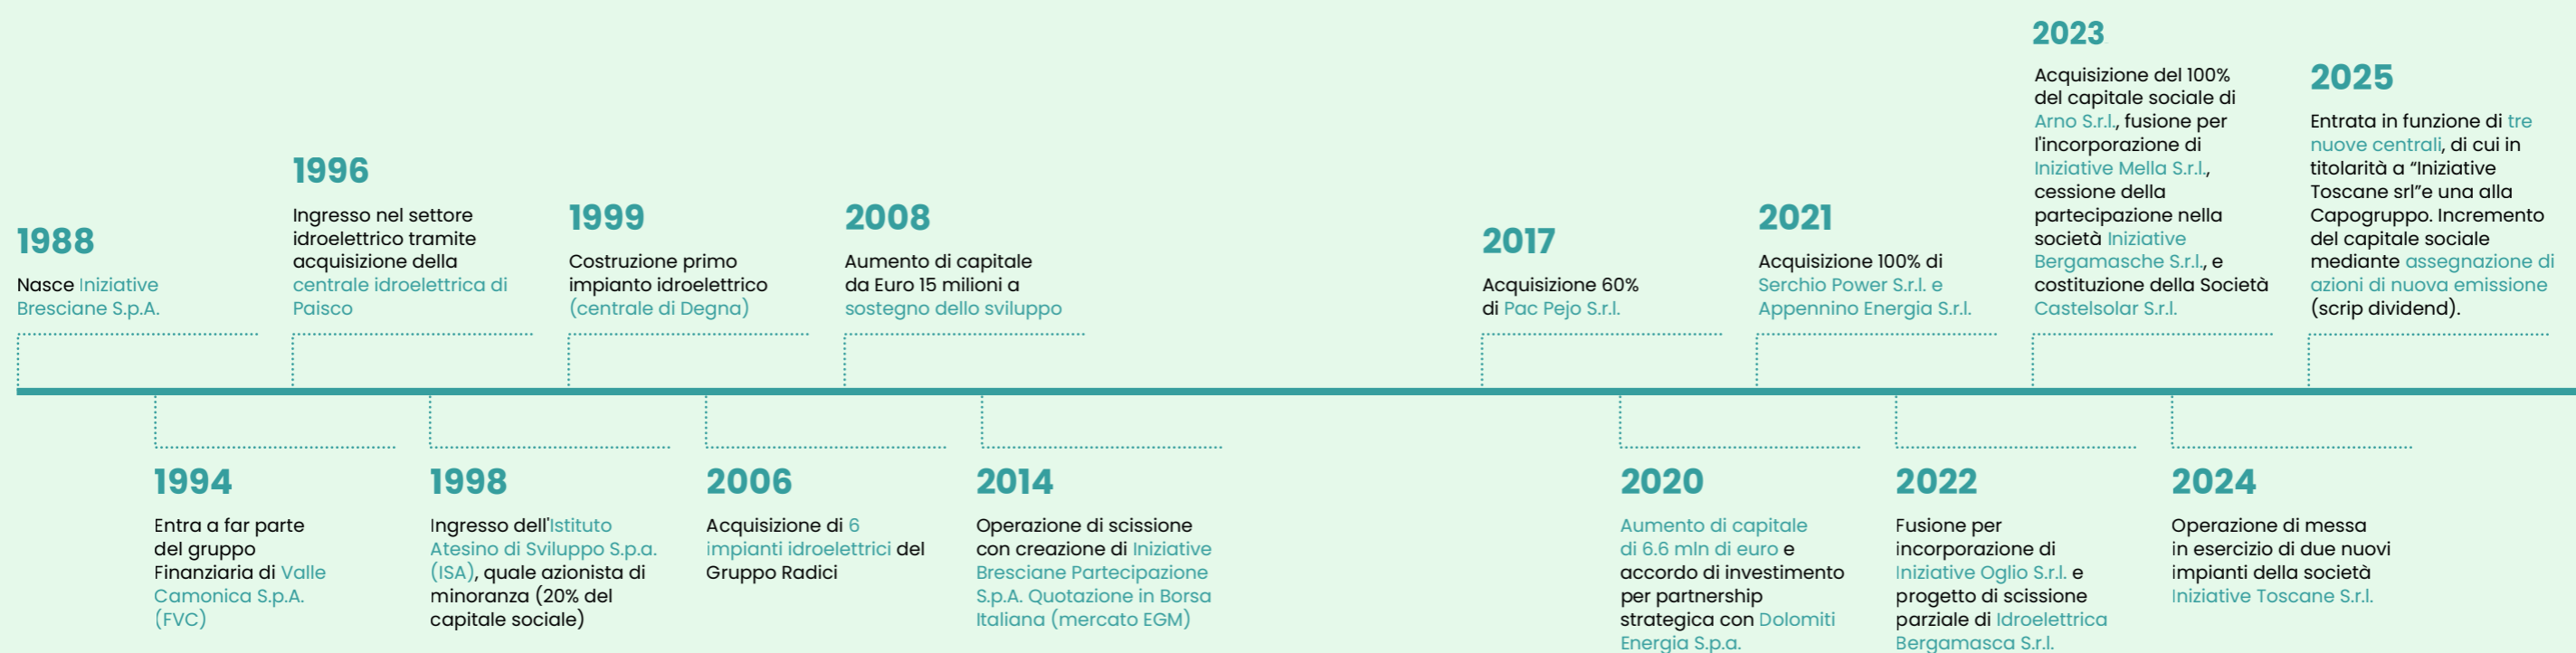 1988
Nasce Iniziative
Bresciane S.p.A.
1994
Entra a far parte
del gruppo
Finanziaria di Valle
Camonica S.p.A.
(FVC)
1996
Ingresso nel settore
idroelettrico tramite
acquisizione della
centrale idroelettrica di
Paisco
1998
Ingresso dell'Istituto
Atesino di Sviluppo S.p.a.
(ISA), quale azionista di
minoranza (20% del
capitale sociale)
1999
Costruzione primo
impianto idroelettrico
(centrale di Degna)
2006
Acquisizione di 6
impianti idroelettrici del
Gruppo Radici
2008
Aumento di capitale
da Euro 15 milioni a
sostegno dello sviluppo
2014
Operazione di scissione
con creazione di Iniziative
Bresciane Partecipazione
S.p.A. Quotazione in Borsa
Italiana (mercato EGM)
2017
Acquisizione 60%
di Pac Pejo S.r.l.
2020
Aumento di capitale
di 6.6 mln di euro e
accordo di investimento
per partnership
strategica con Dolomiti
Energia S.p.a.
2021
Acquisizione 100% di
Serchio Power S.r.l. e
Appennino Energia S.r.l.
2022
Fusione per
incorporazione di
Iniziative Oglio S.r.l. e
progetto di scissione
parziale di Idroelettrica
Bergamasca S.r.l.
2023
Acquisizione del 100%
del capitale sociale di
Arno S.r.l., fusione per
l'incorporazione di
Iniziative Mella S.r.l.,
cessione della
partecipazione nella
società Iniziative
Bergamasche S.r.l., e
costituzione della Società
Castelsolar S.r.l.
2024
Operazione di messa
in esercizio di due nuovi
impianti della società
Iniziative Toscane S.r.l.
2025
Entrata in funzione di tre
nuove centrali, di cui in
titolarità a “Iniziative
Toscane srl”e una alla
Capogruppo. Incremento
del capitale sociale
mediante assegnazione di
azioni di nuova emissione
(scrip dividend).